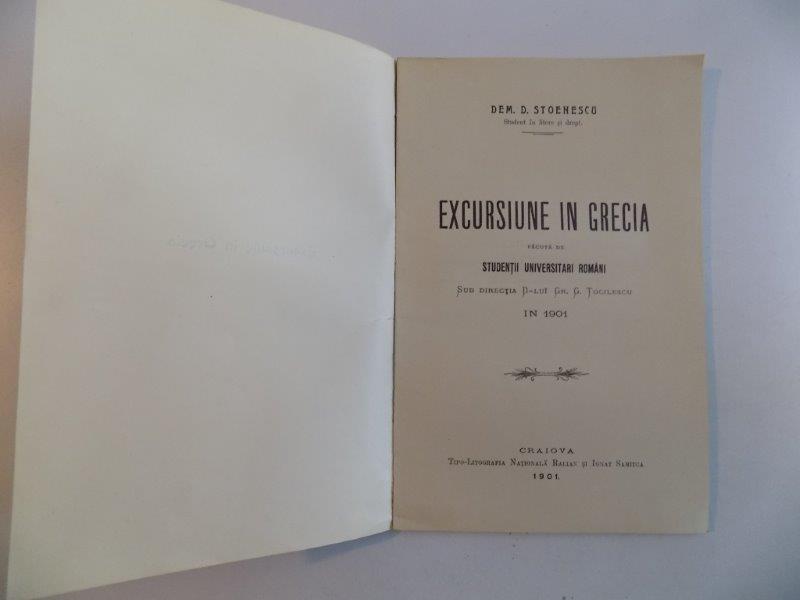 DEM. D. STOENESCU
Student în litere și drept.
EXCURSIUNE IN GRECIA
FĂCUTĂ DE
STUDENȚII UNIVERSITARI ROMÂNI
SUB DIRECȚIA D-LUĬ GR. G. TOCILESCU
IN 1901
CRAIOVA
TIPO-LITOGRAFIA NAȚIONALĂ RALIAN ȘI IGNAT SAMITCA
1901.